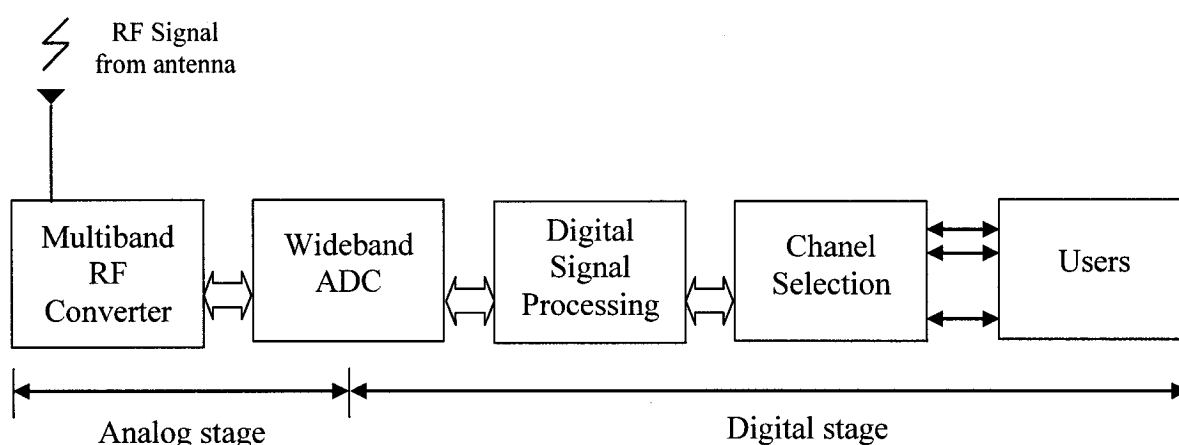 RF Signal
from antenna
Multiband
RF
Converter
Wideband
ADC
Digital
Signal
Processing
Chanel
Selection
Users
Analog stage
Digital stage